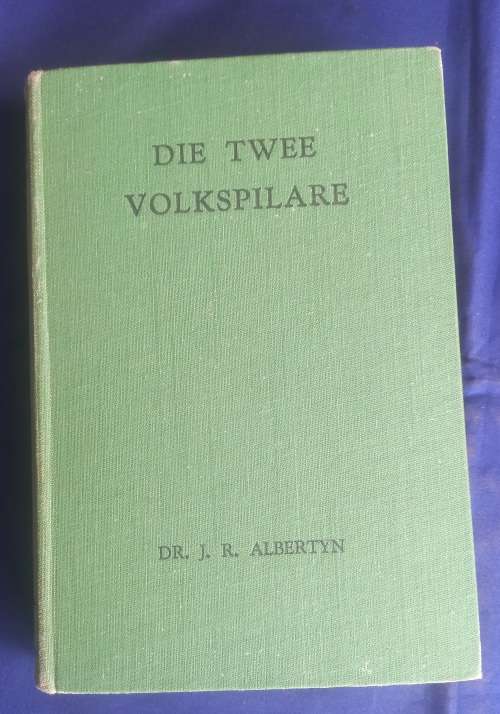 DIE TWEE
VOLKSPILARE
DR. J. R. ALBERTYN